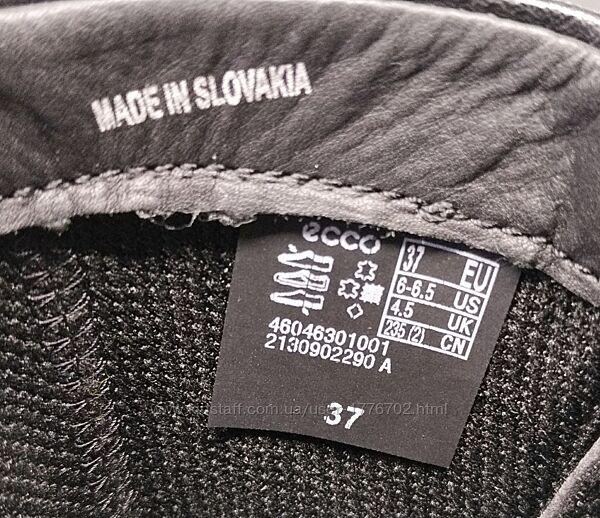 MADE IN SLOVAKIA
ecco
37 EU
6-6.5 US
4.5 UK
235 (2) CN
46046301001
2130902290 A
37